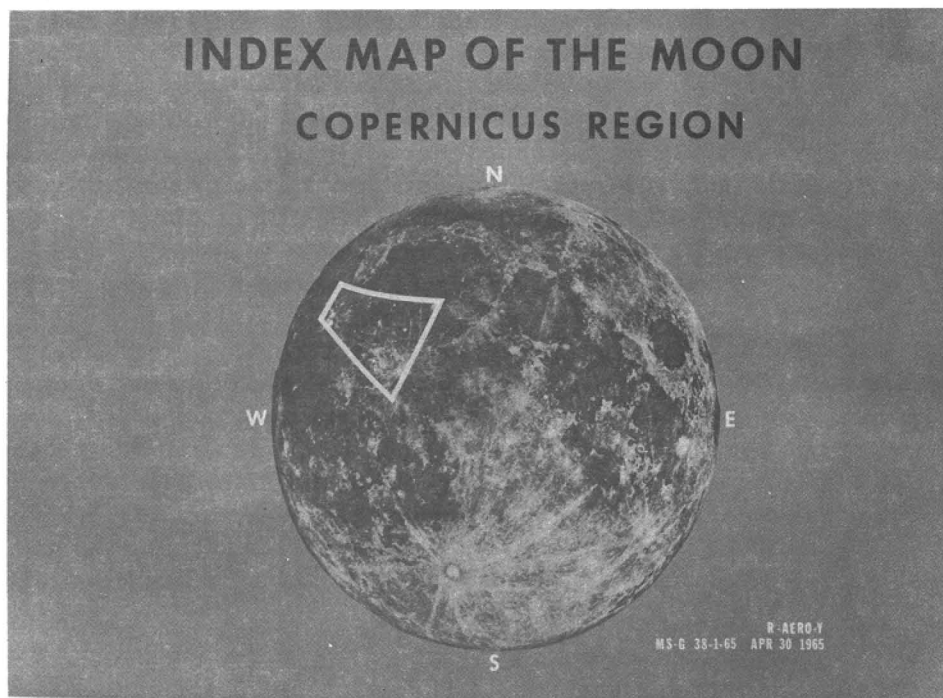 INDEX MAP OF THE MOON
COPERNICUS REGION
N
W
E
S
R-AERO-Y
MS-G 38-1-65 APR 30 1965